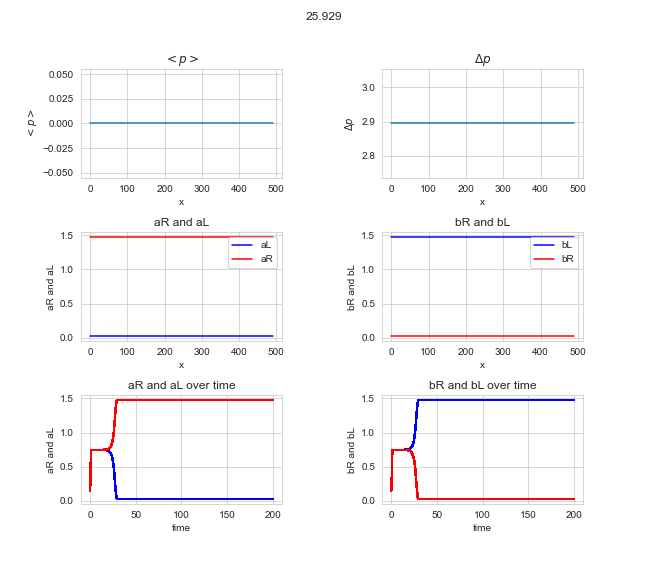 25.929
< p >
Δp
0.050
0.025
0.000
−0.025
−0.050
< p >
0 100 200 300 400 500
x
3.0
2.9
2.8
Δp
0 100 200 300 400 500
x
aR and aL
bR and bL
1.5
1.0
0.5
0.0
aR and aL
aL
aR
0 100 200 300 400 500
x
1.5
1.0
0.5
0.0
bR and bL
bL
bR
0 100 200 300 400 500
x
aR and aL over time
bR and bL over time
1.5
1.0
0.5
0.0
aR and aL
0 50 100 150 200
time
1.5
1.0
0.5
0.0
bR and bL
0 50 100 150 200
time